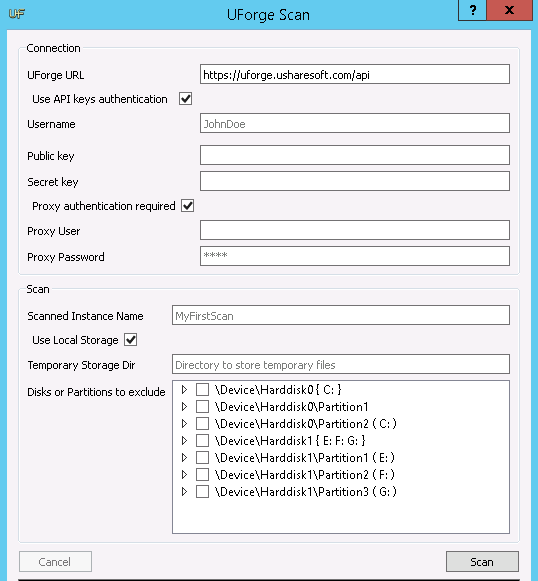 UF UForge Scan ? X
Connection
UForge URL https://uforge.usharesoft.com/api
Use API keys authentication
Username JohnDoe
Public key
Secret key
Proxy authentication required
Proxy User
Proxy Password ****
Scan
Scanned Instance Name MyFirstScan
Use Local Storage
Temporary Storage Dir Directory to store temporary files
Disks or Partitions to exclude \Device\Harddisk0 { C: }
\Device\Harddisk0\Partition1
\Device\Harddisk0\Partition2 ( C: )
\Device\Harddisk1 { E: F: G: }
\Device\Harddisk1\Partition1 ( E: )
\Device\Harddisk1\Partition2 ( F: )
\Device\Harddisk1\Partition3 ( G: )
Cancel Scan